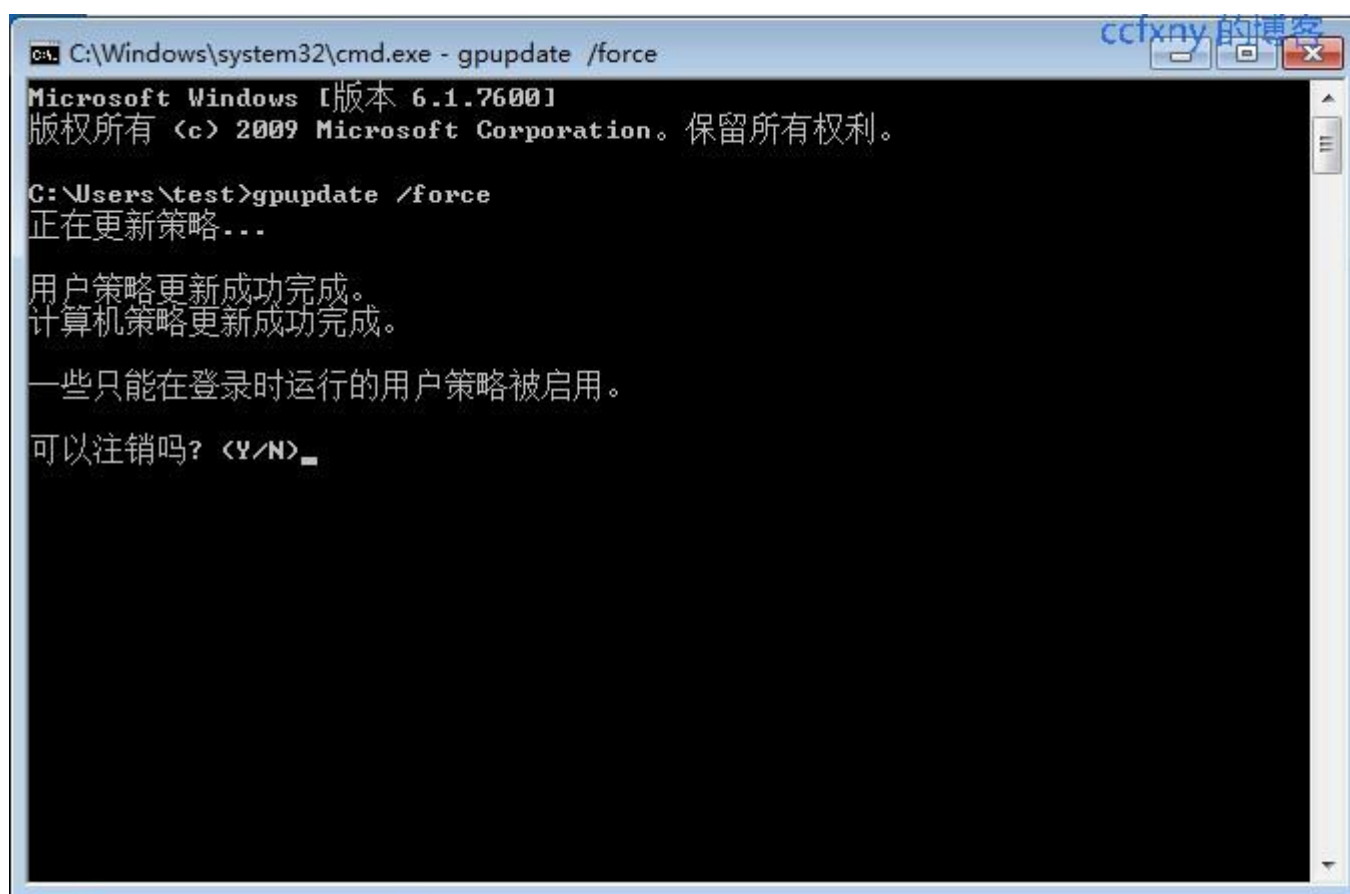 ccfxny 的博客
C:\Windows\system32\cmd.exe - gpupdate  /force
Microsoft Windows [版本 6.1.7600]
版权所有 (c) 2009 Microsoft Corporation。保留所有权利。
C:\Users\test>gpupdate /force
正在更新策略...
用户策略更新成功完成。
计算机策略更新成功完成。
一些只能在登录时运行的用户策略被启用。
可以注销吗? (Y/N)_